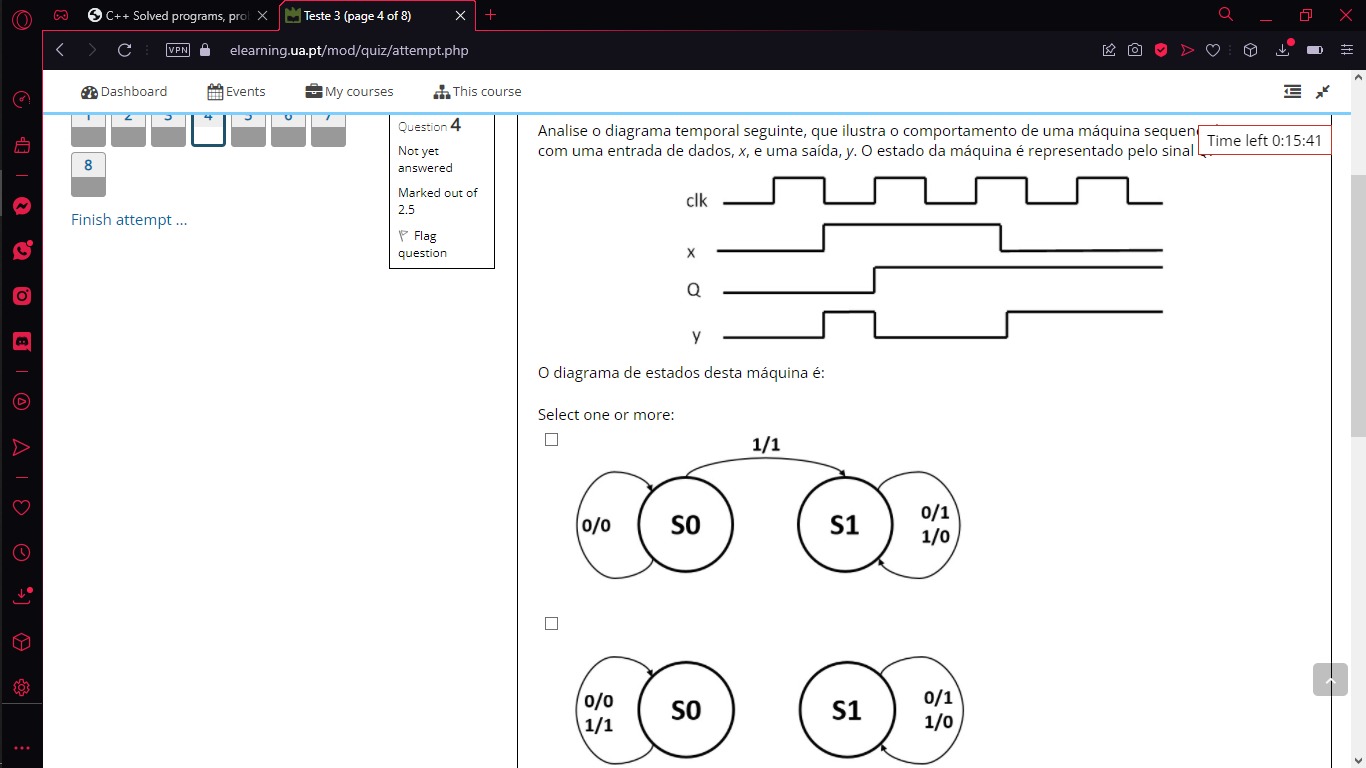 C++ Solved programs, pro
Teste 3 (page 4 of 8)
VPN
elearning.ua.pt/mod/quiz/attempt.php
Dashboard
Events
My courses
This course
1 2 3 4 5 6 7
8
Finish attempt ...
Question 4
Not yet
answered
Marked out of
2.5
Flag
question
Time left 0:15:41
Analise o diagrama temporal seguinte, que ilustra o comportamento de uma máquina
com uma entrada de dados, x, e uma saída, y. O estado da máquina é representado pelo sinal
clk
x
Q
y
O diagrama de estados desta máquina é:
Select one or more:
1/1
0/0
S0
S1
0/1
1/0
0/0
1/1
S0
S1
0/1
1/0